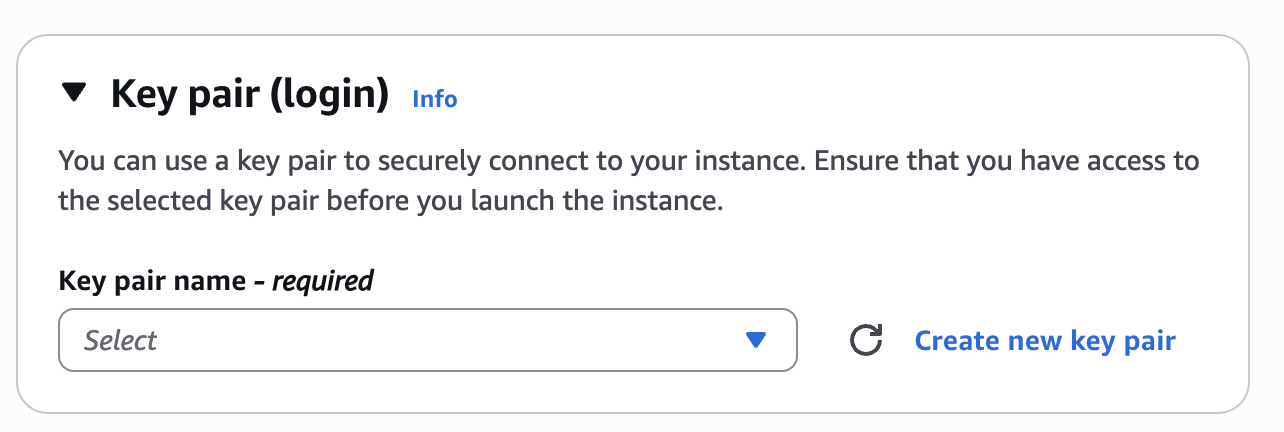 Key pair (login) Info
You can use a key pair to securely connect to your instance. Ensure that you have access to
the selected key pair before you launch the instance.
Key pair name - required
Select
Create new key pair